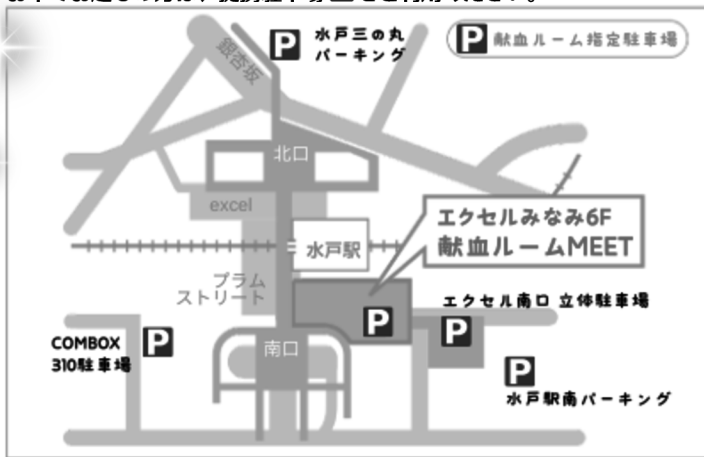 水戸三の丸
パーキング
P
P 献血ルーム指定駐車場
銀杏坂
北口
excel
エクセルみなみ6F
献血ルームMEET
水戸駅
プラム
ストリート
エクセル南口 立体駐車場
P
P
COMBOX
310駐車場
P
南口
P
水戸駅南パーキング